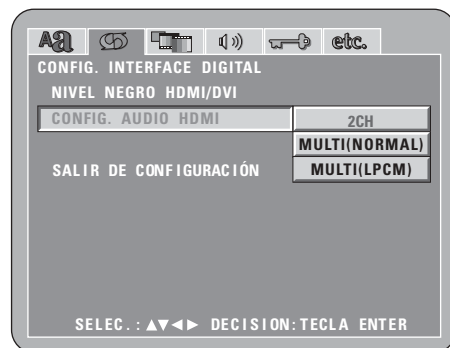 Aa etc.
CONFIG. INTERFACE DIGITAL
NIVEL NEGRO HDMI/DVI
CONFIG. AUDIO HDMI
2CH
MULTI(NORMAL)
MULTI(LPCM)
SALIR DE CONFIGURACIÓN
SELEC.:▲▼◄► DECISION:TECLA ENTER